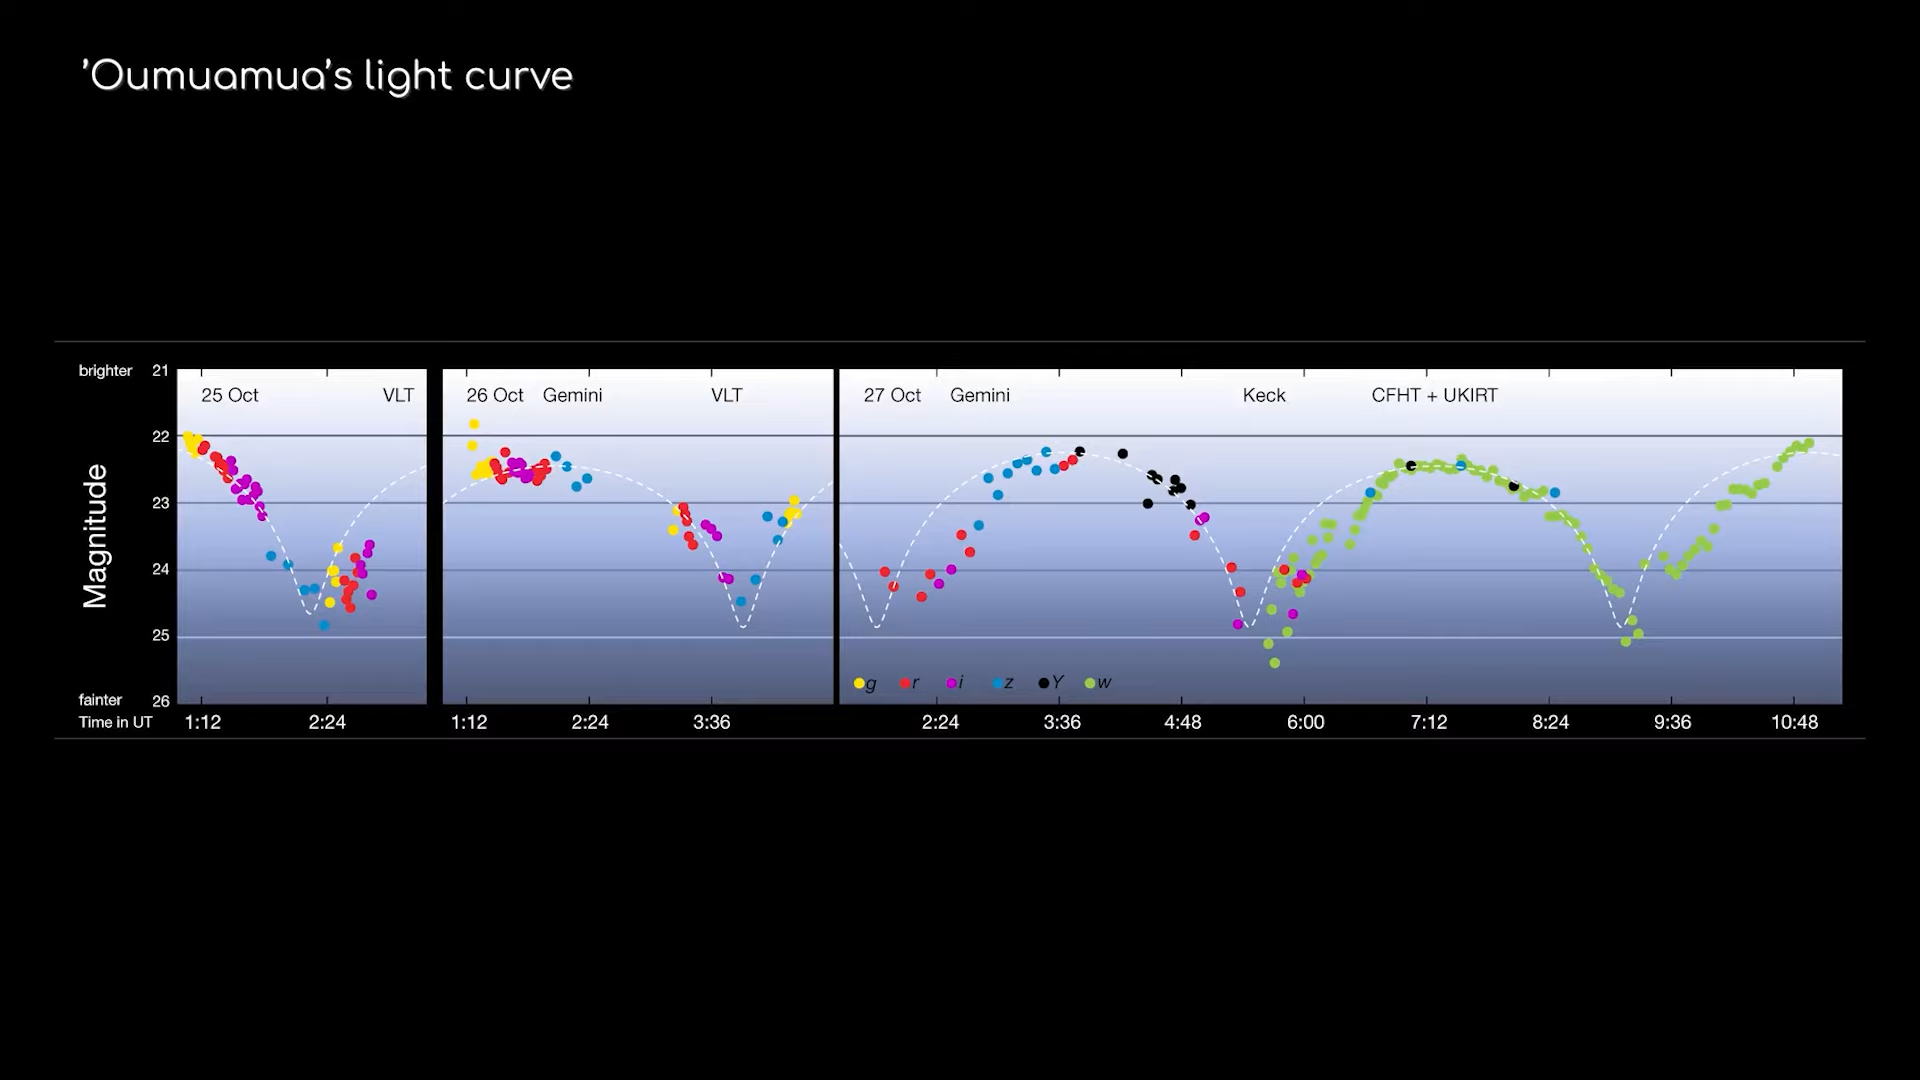 ’Oumuamua’s light curve
brighter 21
25 Oct VLT 26 Oct Gemini VLT 27 Oct Gemini Keck CFHT + UKIRT
22
Magnitude
23
24
25
g r i z Y w
fainter 26
Time in UT 1:12 2:24 1:12 2:24 3:36 2:24 3:36 4:48 6:00 7:12 8:24 9:36 10:48